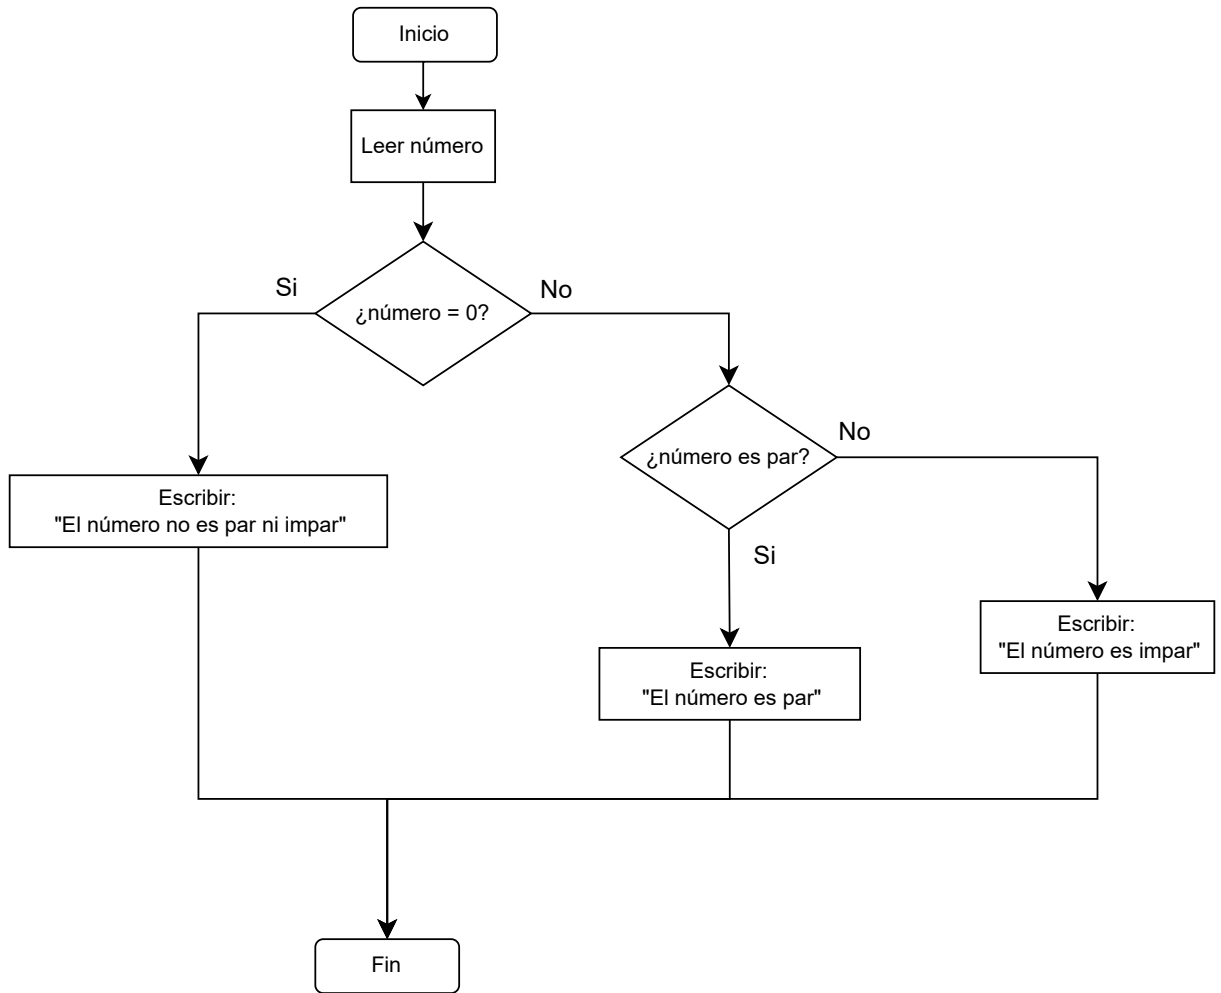 Inicio
Leer número
Si
No
¿número = 0?
No
¿número es par?
Escribir:
"El número no es par ni impar"
Si
Escribir:
"El número es impar"
Escribir:
"El número es par"
Fin